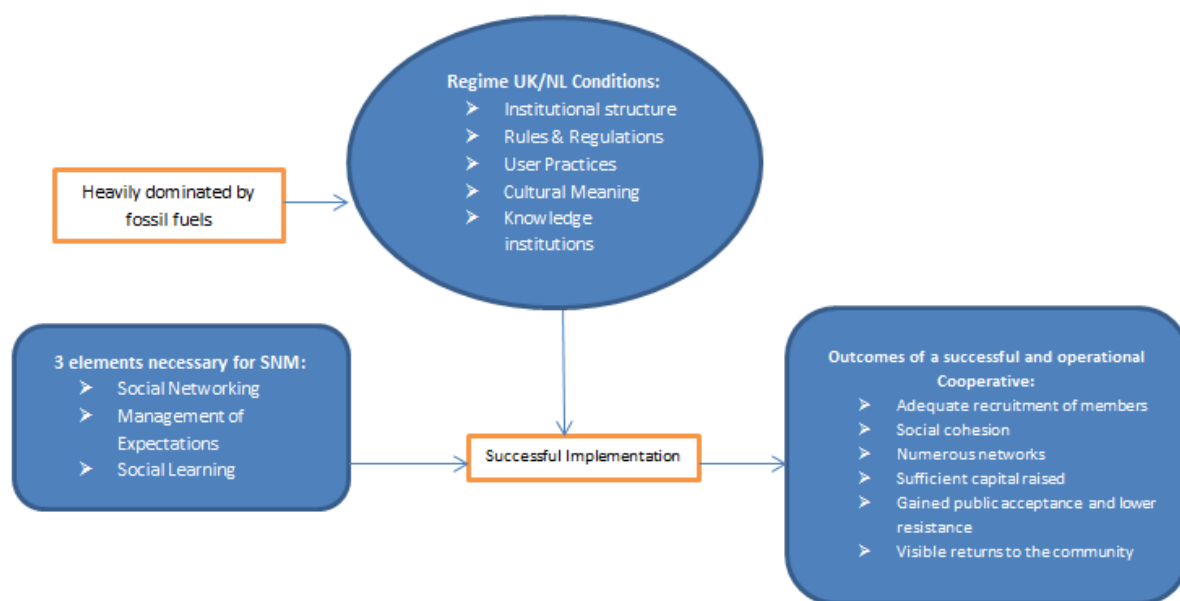 Regime UK/NL Conditions:
➤ Institutional structure
➤ Rules & Regulations
➤ User Practices
➤ Cultural Meaning
➤ Knowledge
institutions
Heavily dominated by
fossil fuels
3 elements necessary for SNM:
➤ Social Networking
➤ Management of
Expectations
➤ Social Learning
Successful Implementation
Outcomes of a successful and operational
Cooperative:
➤ Adequate recruitment of members
➤ Social cohesion
➤ Numerous networks
➤ Sufficient capital raised
➤ Gained public acceptance and lower
resistance
➤ Visible returns to the community